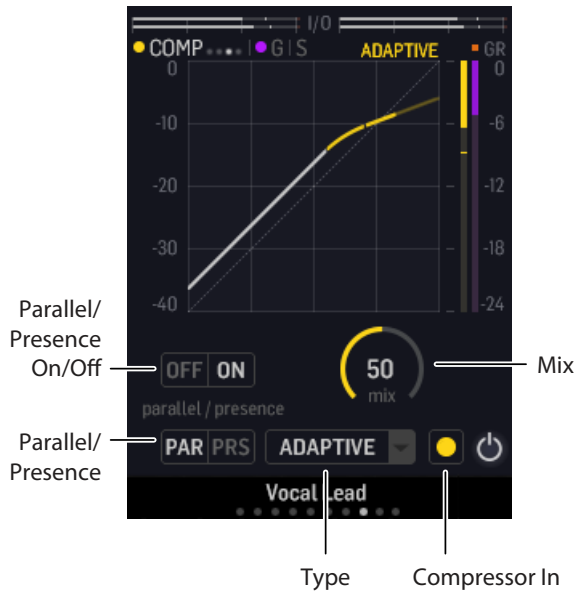 I/O
COMP G|S ADAPTIVE GR
0 0
-10 -6
-20 -12
-30 -18
-40 -24
Parallel/
Presence
On/Off
OFF ON
50
mix
Mix
parallel / presence
Parallel/
Presence
PAR PRS ADAPTIVE
Vocal Lead
Type Compressor In